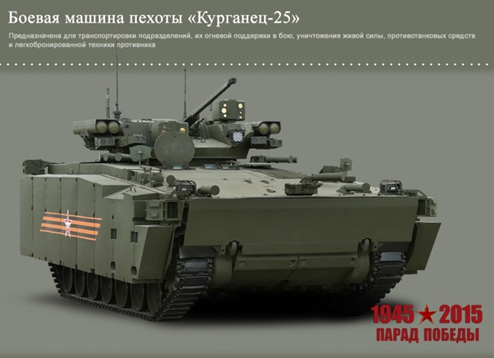 Боевая машина пехоты «Курганец-25»
Предназначена для транспортировки подразделений, их огневой поддержки в бою, уничтожения живой силы, противотанковых средств
и легкобронированной техники противника
1945★2015
ПАРАД ПОБЕДЫ